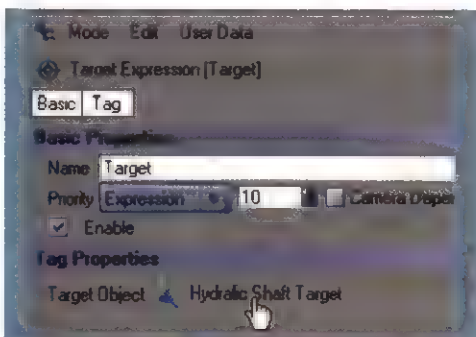 Mode Edit User Data
Target Expression [Target]
Basic Tag
Basic Properties
Name Target
Priority Expression 10 Camera Depen
Enable
Tag Properties
Target Object Hydralic Shaft Target